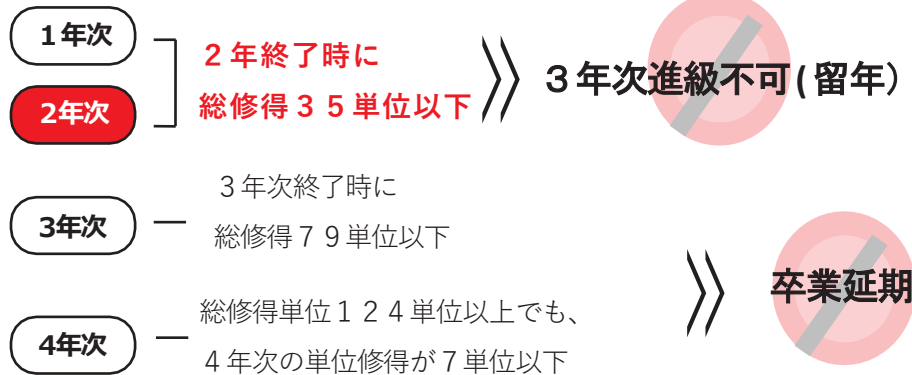 1年次
2年次
２年終了時に
総修得３５単位以下
３年次進級不可(留年）
3年次
３年次終了時に
総修得７９単位以下
4年次
総修得単位１２４単位以上でも、
４年次の単位修得が７単位以下
卒業延期